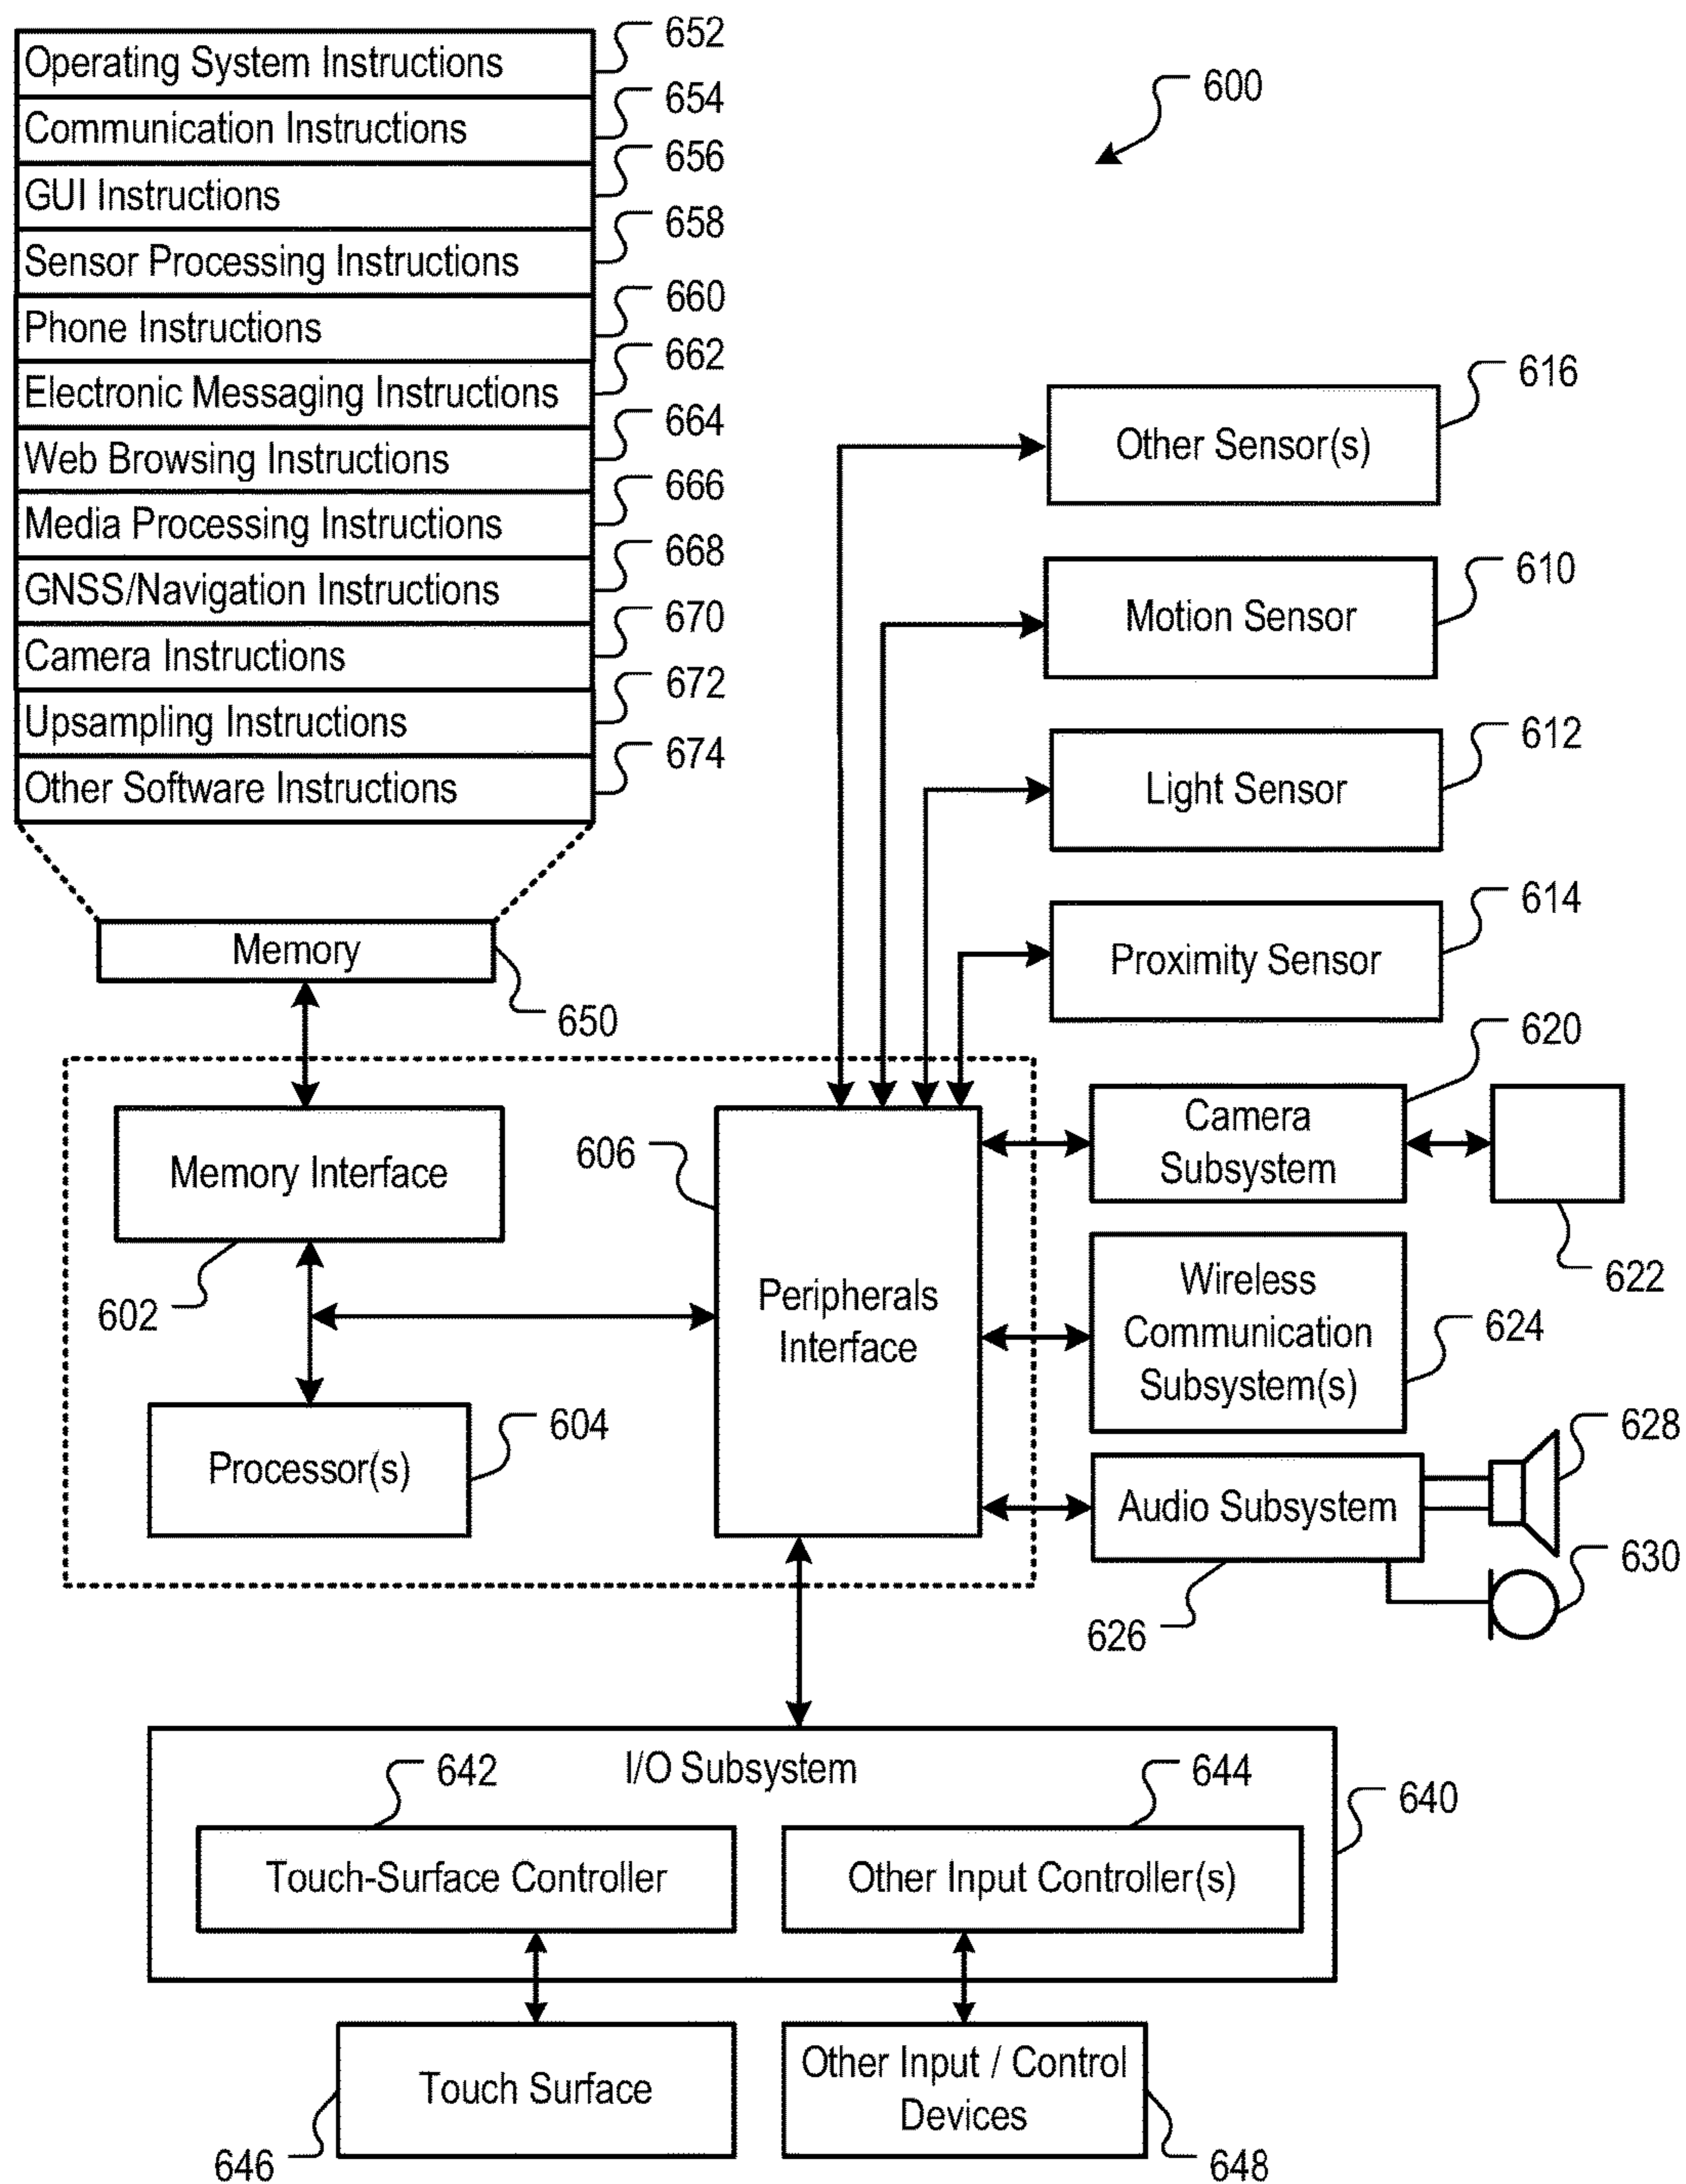 Operating System Instructions
652
Communication Instructions
654
GUI Instructions
656
Sensor Processing Instructions
658
Phone Instructions
660
Electronic Messaging Instructions
662
Web Browsing Instructions
664
Media Processing Instructions
666
GNSS/Navigation Instructions
668
Camera Instructions
670
Upsampling Instructions
672
Other Software Instructions
674
600
Memory
650
Other Sensor(s)
616
Motion Sensor
610
Light Sensor
612
Proximity Sensor
614
Memory Interface
602
Processor(s)
604
606
Peripherals
Interface
Camera
Subsystem
620
622
Wireless
Communication
Subsystem(s)
624
Audio Subsystem
626
628
630
I/O Subsystem
640
642
Touch-Surface Controller
644
Other Input Controller(s)
Touch Surface
646
Other Input / Control
Devices
648